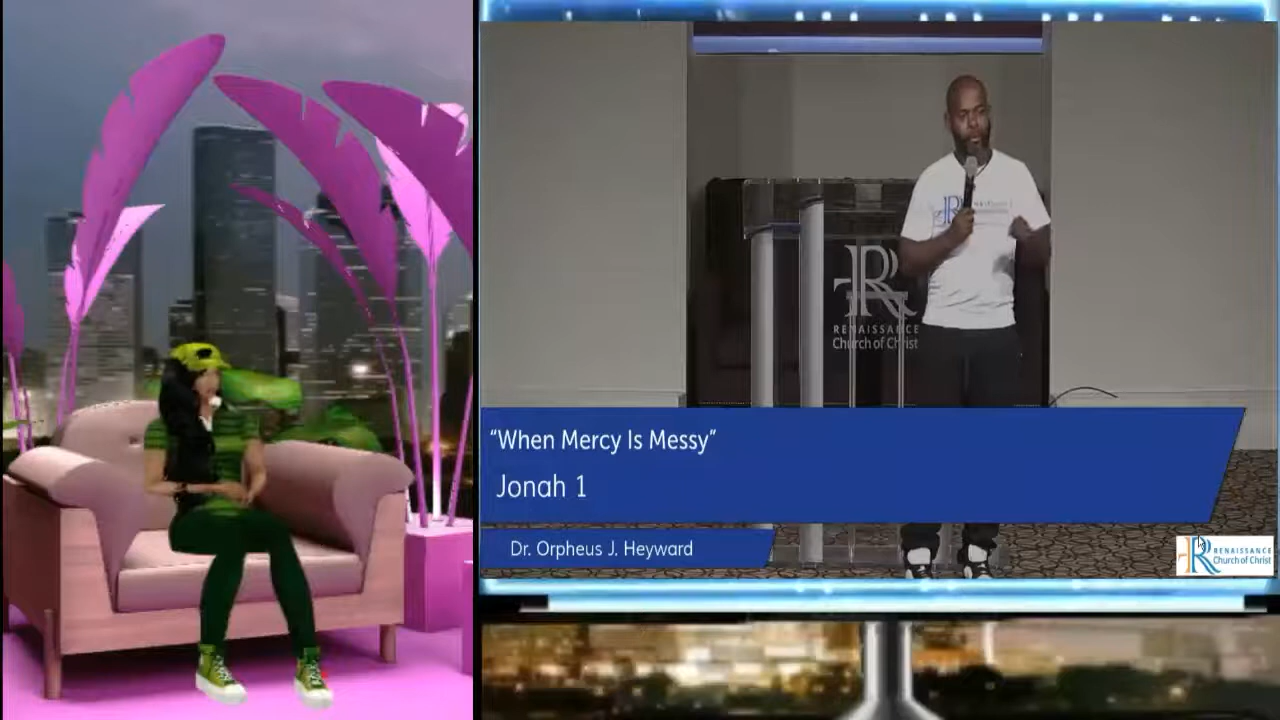 RENAISSANCE
Church of Christ
“When Mercy Is Messy”
Jonah 1
Dr. Orpheus J. Heyward
RENAISSANCE
Church of Christ